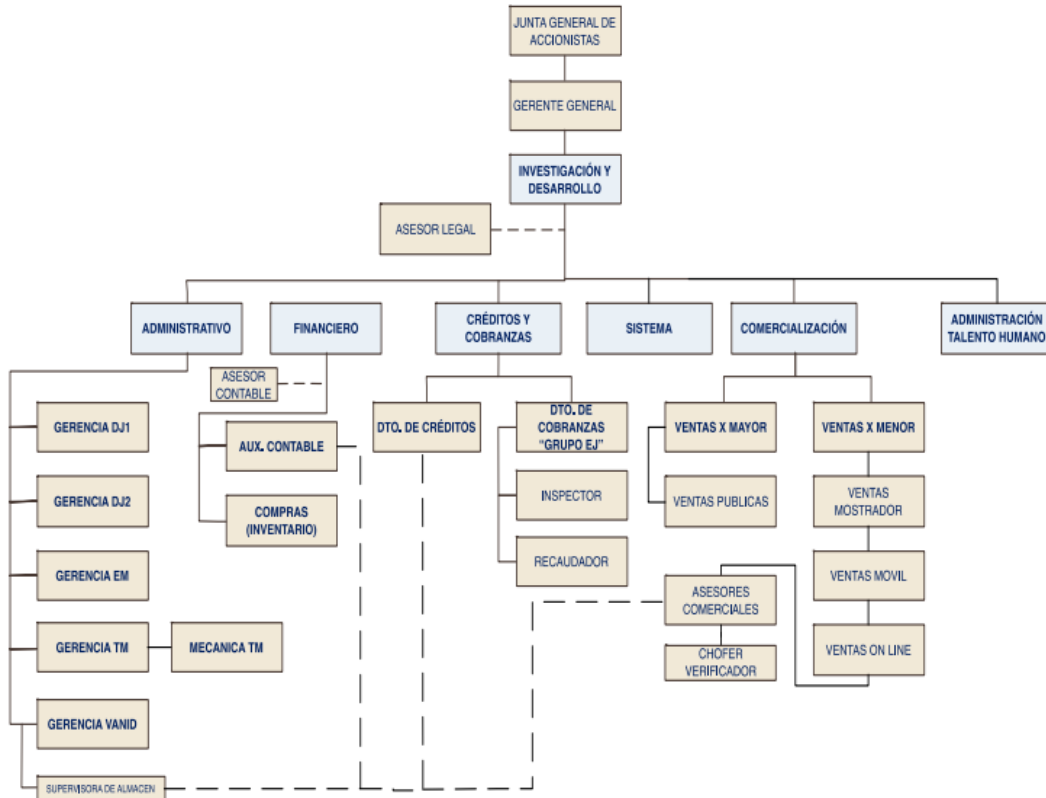 JUNTA GENERAL DE
ACCIONISTAS
GERENTE GENERAL
INVESTIGACIÓN Y
DESARROLLO
ASESOR LEGAL
ADMINISTRATIVO
FINANCIERO
CRÉDITOS Y
COBRANZAS
SISTEMA
COMERCIALIZACIÓN
ADMINISTRACIÓN
TALENTO HUMANO
ASESOR
CONTABLE
GERENCIA DJ1
AUX. CONTABLE
DTO. DE CRÉDITOS
DTO. DE
COBRANZAS
“GRUPO EJ”
VENTAS X MAYOR
VENTAS X MENOR
GERENCIA DJ2
COMPRAS
(INVENTARIO)
INSPECTOR
VENTAS PUBLICAS
VENTAS
MOSTRADOR
GERENCIA EM
RECAUDADOR
ASESORES
COMERCIALES
VENTAS MOVIL
GERENCIA TM
MECANICA TM
CHOFER
VERIFICADOR
VENTAS ON LINE
GERENCIA VANID
SUPERVISORA DE ALMACEN